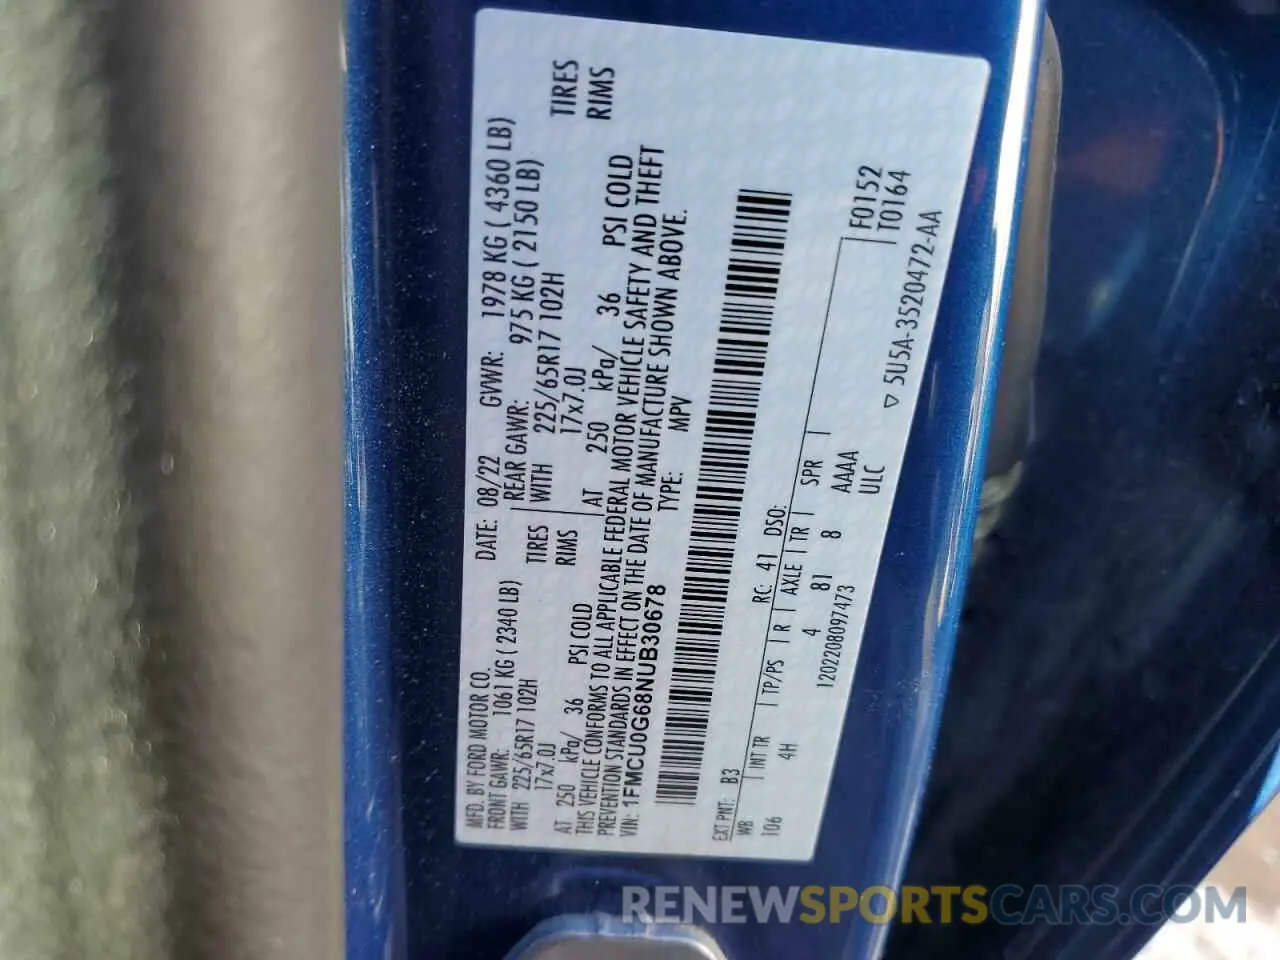 MFD. BY FORD MOTOR CO.
DATE: 08/22 GVWR: 1978 KG ( 4360 LB)
FRONT GAWR: 1061 KG ( 2340 LB) REAR GAWR: 975 KG ( 2150 LB)
WITH 225/65R17 102H TIRES WITH 225/65R17 102H TIRES
17x7.0J RIMS 17x7.0J RIMS
AT 250 kPa/ 36 PSI COLD AT 250 kPa/ 36 PSI COLD
THIS VEHICLE CONFORMS TO ALL APPLICABLE FEDERAL MOTOR VEHICLE SAFETY AND THEFT
PREVENTION STANDARDS IN EFFECT ON THE DATE OF MANUFACTURE SHOWN ABOVE.
VIN: 1FMCU0G68NUB30678 TYPE: MPV
EXT PNT: B3 RC: 41 DSO: F0152
WB INT TR TP/PS R AXLE TR SPR T0164
106 4H 4 81 8 AAAA
1202208097473 ULC
▽ 5U5A-3520472-AA
RENEWSPORTSCARS.COM